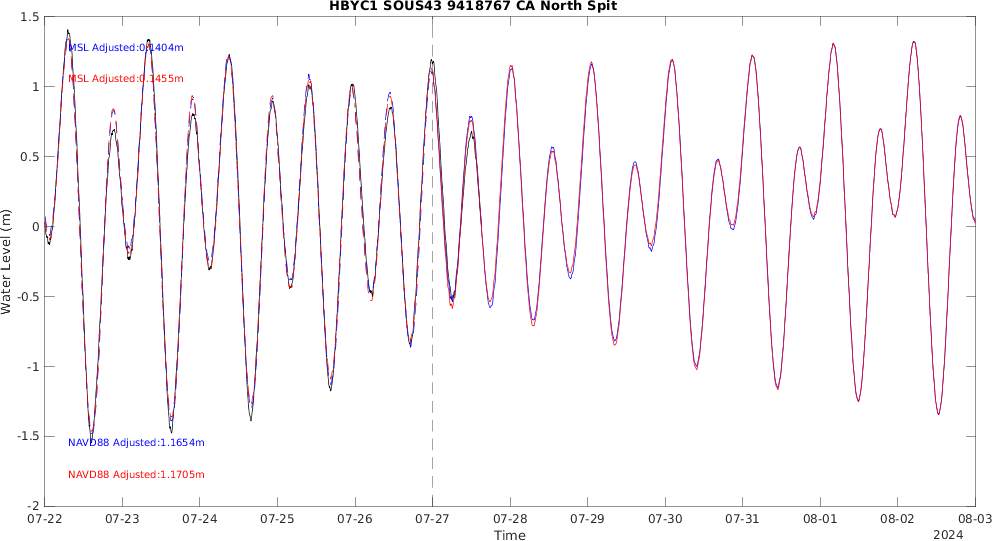 HBYC1 SOUS43 9418767 CA North Spit
1.5
1
0.5
0
-0.5
-1
-1.5
-2
Water Level (m)
MSL Adjusted:0.1404m
MSL Adjusted:0.1455m
NAVD88 Adjusted:1.1654m
NAVD88 Adjusted:1.1705m
07-22 07-23 07-24 07-25 07-26 07-27 07-28 07-29 07-30 07-31 08-01 08-02 08-03
Time
2024